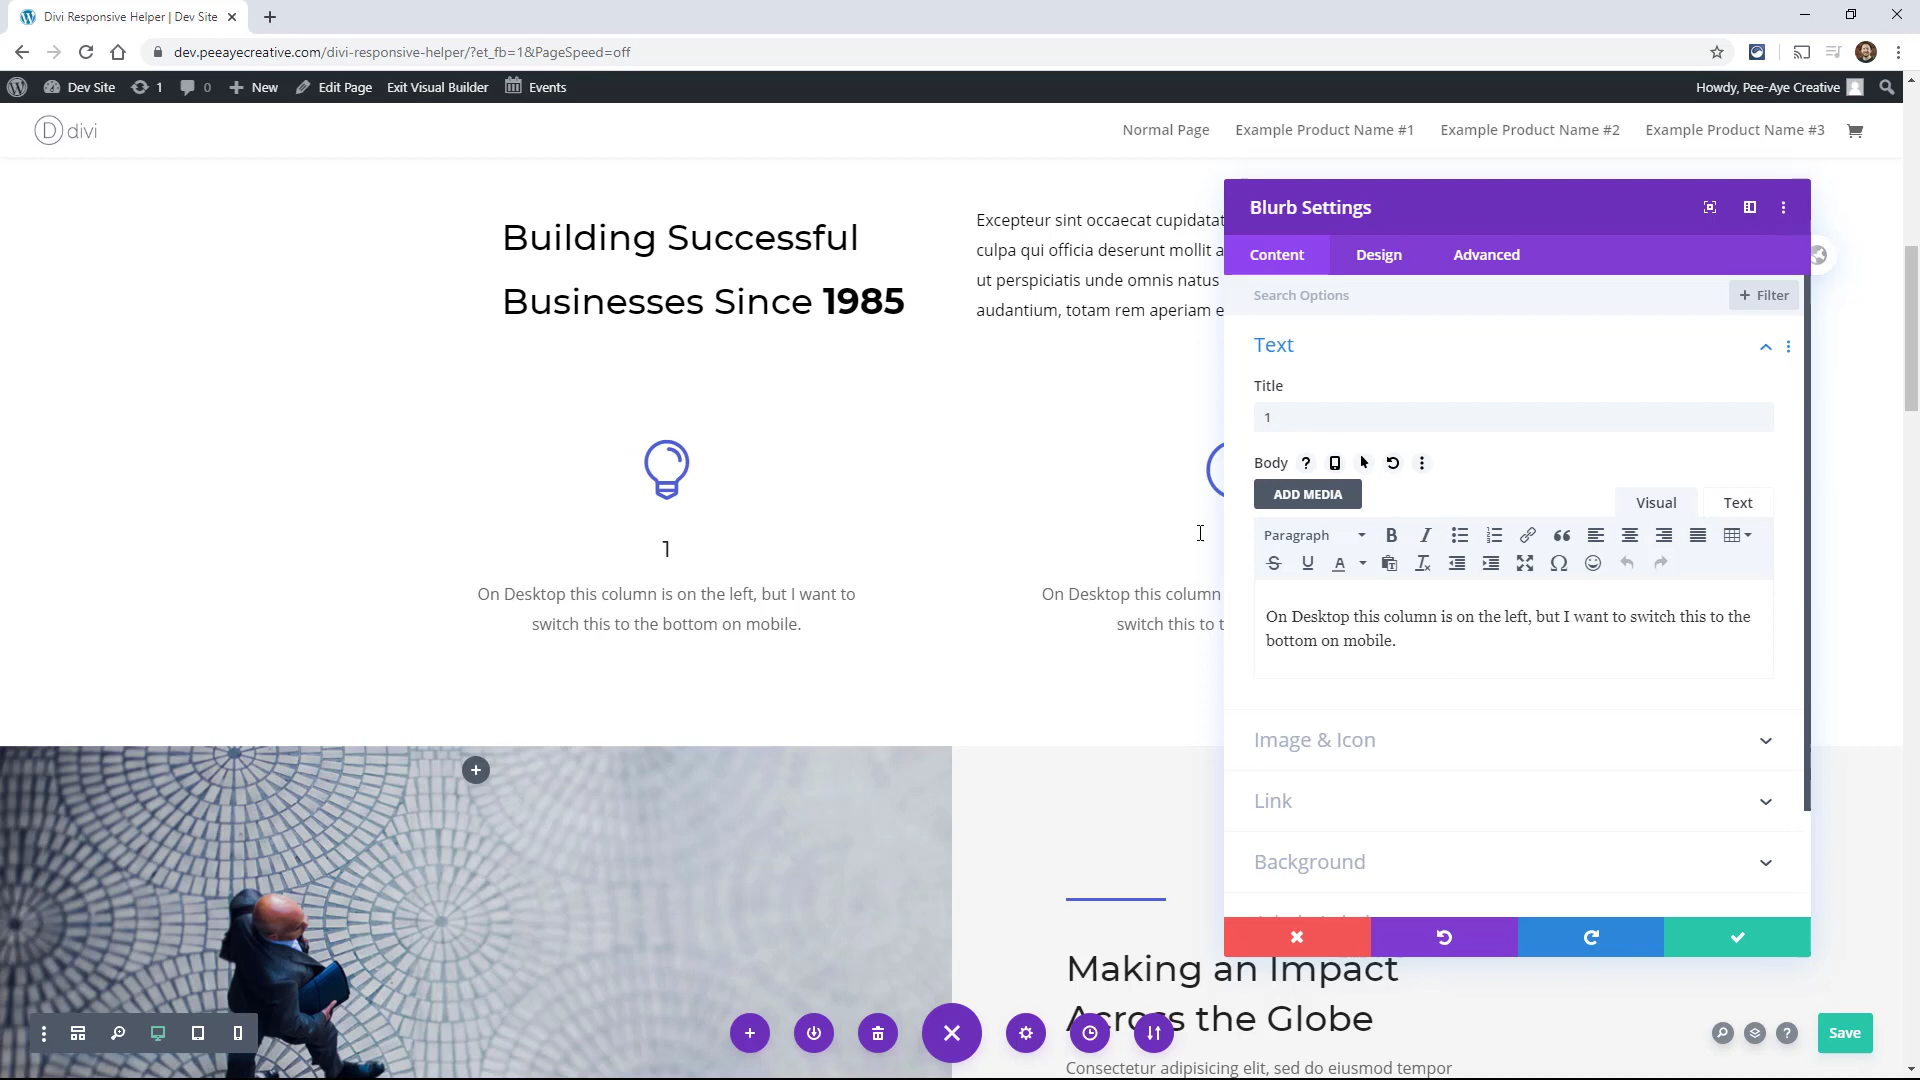 Divi Responsive Helper | Dev Site
dev.peeayecreative.com/divi-responsive-helper/?et_fb=1&PageSpeed=off
Dev Site 1 0 New Edit Page Exit Visual Builder Events Howdy, Pee-Aye Creative
D divi Normal Page Example Product Name #1 Example Product Name #2 Example Product Name #3
Building Successful
Businesses Since 1985
Excepteur sint occaecat cupidatat
culpa qui officia deserunt mollit a
ut perspiciatis unde omnis natus
audantium, totam rem aperiam e
1
On Desktop this column is on the left, but I want to
switch this to the bottom on mobile.
On Desktop this column
switch this to t
Blurb Settings
Content Design Advanced
Search Options + Filter
Text
Title
1
Body ?
ADD MEDIA
Visual Text
Paragraph B I
S U A
On Desktop this column is on the left, but I want to switch this to the
bottom on mobile.
Image & Icon
Link
Background
Making an Impact
Across the Globe
Consectetur adipisicing elit, sed do eiusmod tempor
? Save